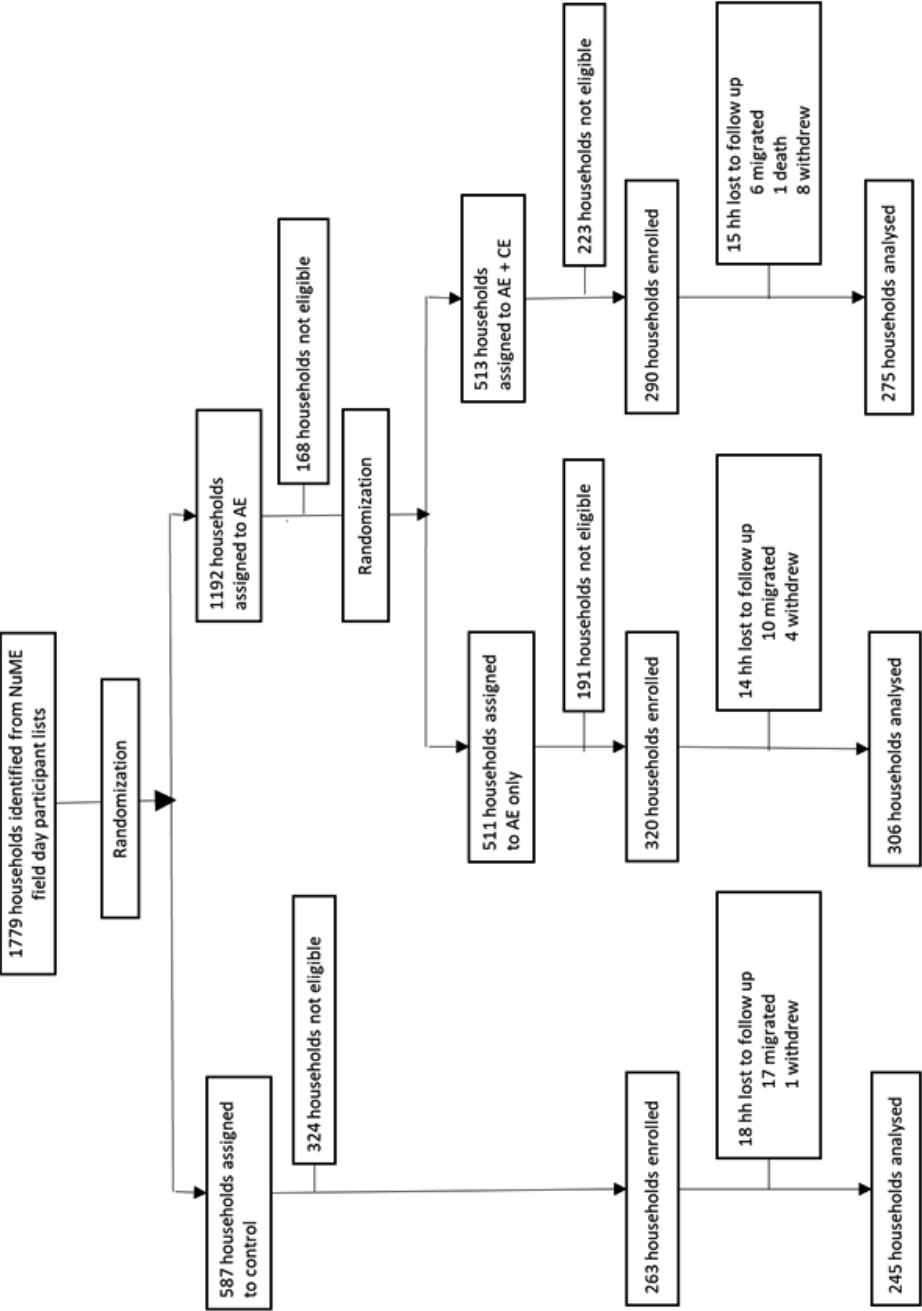 1779 households identified from NuME
field day participant lists
Randomization
587 households assigned
to control
1192 households
assigned to AE
324 households not eligible
168 households not eligible
Randomization
511 households assigned
to AE only
513 households
assigned to AE + CE
191 households not eligible
223 households not eligible
263 households enrolled
320 households enrolled
290 households enrolled
18 hh lost to follow up
17 migrated
1 withdrew
14 hh lost to follow up
10 migrated
4 withdrew
15 hh lost to follow up
6 migrated
1 death
8 withdrew
245 households analysed
306 households analysed
275 households analysed